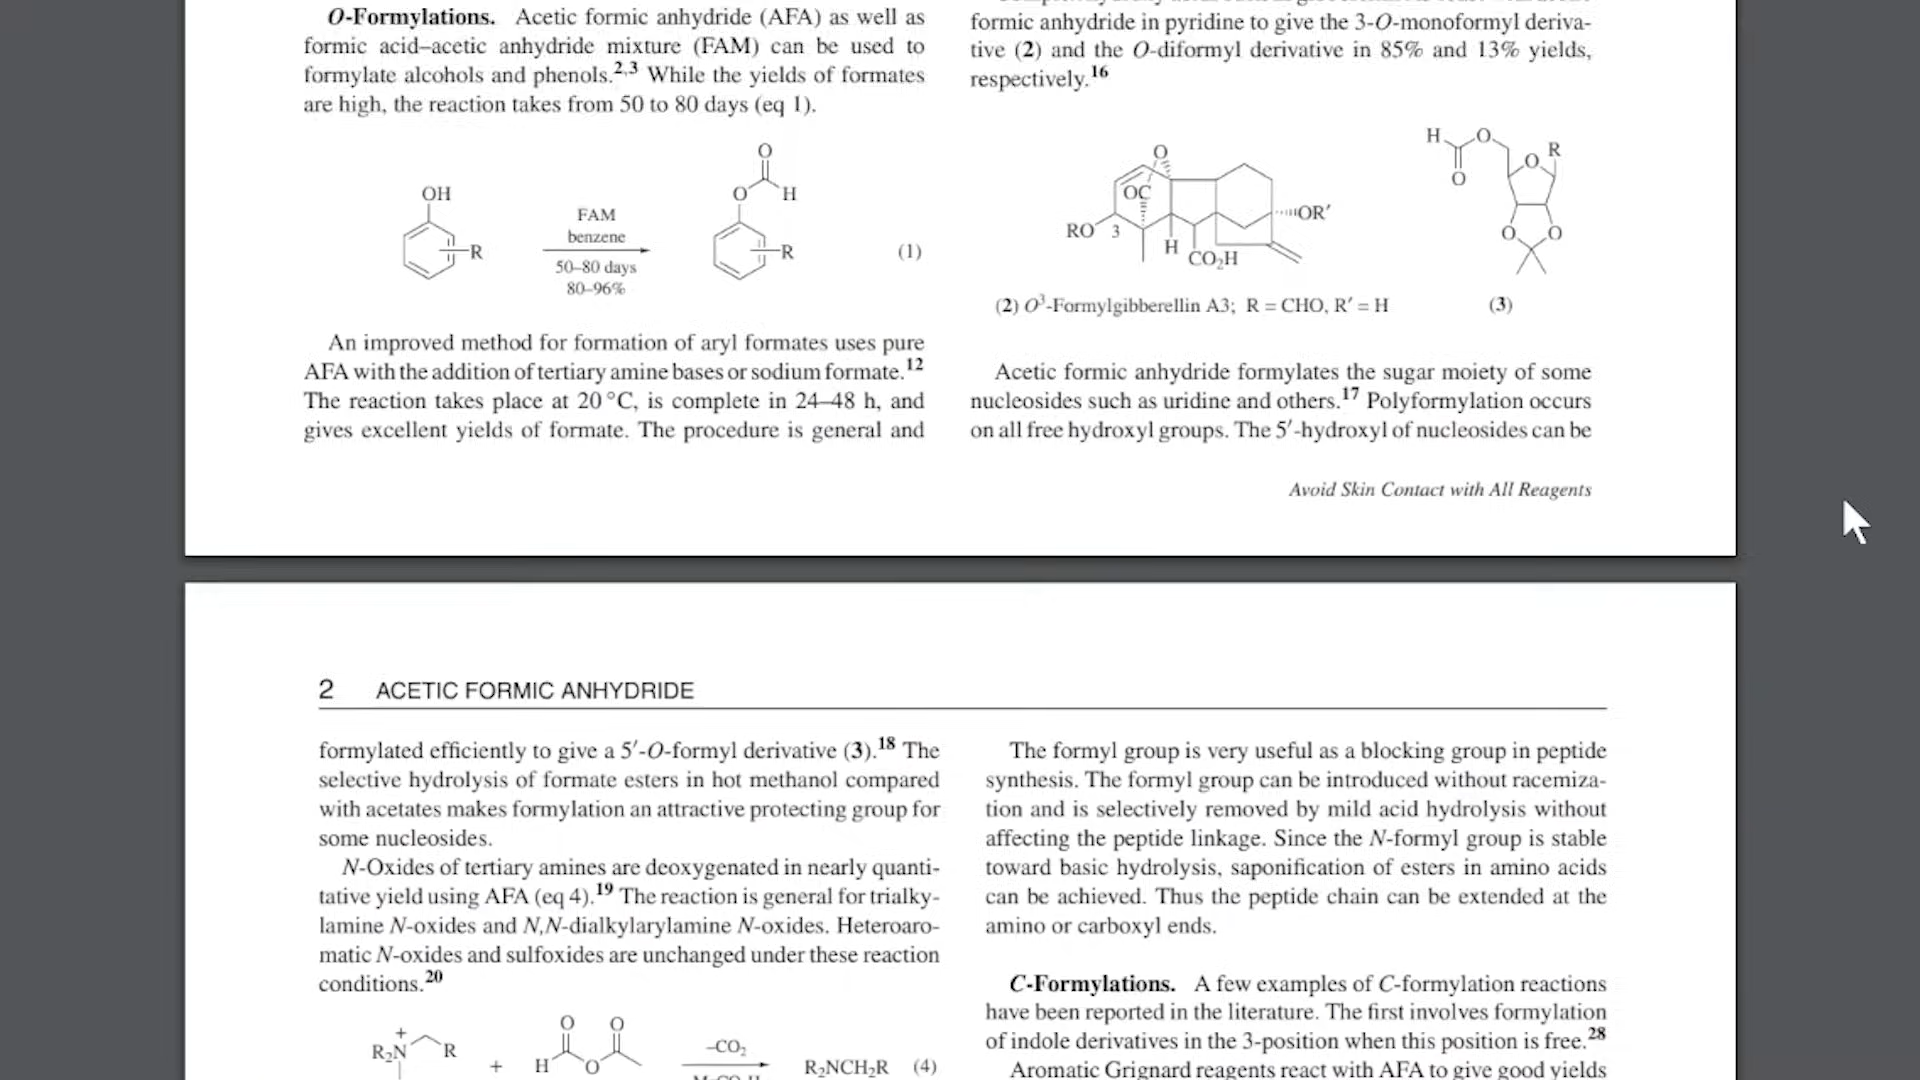 O-Formylations. Acetic formic anhydride (AFA) as well as
formic acid–acetic anhydride mixture (FAM) can be used to
formylate alcohols and phenols.2,3 While the yields of formates
are high, the reaction takes from 50 to 80 days (eq 1).
OH
R
FAM
benzene
50–80 days
80–96%
O
O
H
R
(1)
An improved method for formation of aryl formates uses pure
AFA with the addition of tertiary amine bases or sodium formate.12
The reaction takes place at 20 °C, is complete in 24–48 h, and
gives excellent yields of formate. The procedure is general and
formic anhydride in pyridine to give the 3-O-monoformyl deriva-
tive (2) and the O-diformyl derivative in 85% and 13% yields,
respectively.16
O
OC
RO
3
H
CO2H
OR′
H
O
O
O
R
O
O
(2) O3-Formylgibberellin A3; R = CHO, R′ = H
(3)
Acetic formic anhydride formylates the sugar moiety of some
nucleosides such as uridine and others.17 Polyformylation occurs
on all free hydroxyl groups. The 5′-hydroxyl of nucleosides can be
Avoid Skin Contact with All Reagents
2 ACETIC FORMIC ANHYDRIDE
formylated efficiently to give a 5′-O-formyl derivative (3).18 The
selective hydrolysis of formate esters in hot methanol compared
with acetates makes formylation an attractive protecting group for
some nucleosides.
N-Oxides of tertiary amines are deoxygenated in nearly quanti-
tative yield using AFA (eq 4).19 The reaction is general for trialky-
lamine N-oxides and N,N-dialkylarylamine N-oxides. Heteroaro-
matic N-oxides and sulfoxides are unchanged under these reaction
conditions.20
+
R2N
R
+
O
O
H
O
–CO2
R2NCH2R (4)
The formyl group is very useful as a blocking group in peptide
synthesis. The formyl group can be introduced without racemiza-
tion and is selectively removed by mild acid hydrolysis without
affecting the peptide linkage. Since the N-formyl group is stable
toward basic hydrolysis, saponification of esters in amino acids
can be achieved. Thus the peptide chain can be extended at the
amino or carboxyl ends.
C-Formylations. A few examples of C-formylation reactions
have been reported in the literature. The first involves formylation
of indole derivatives in the 3-position when this position is free.28
Aromatic Grignard reagents react with AFA to give good yields